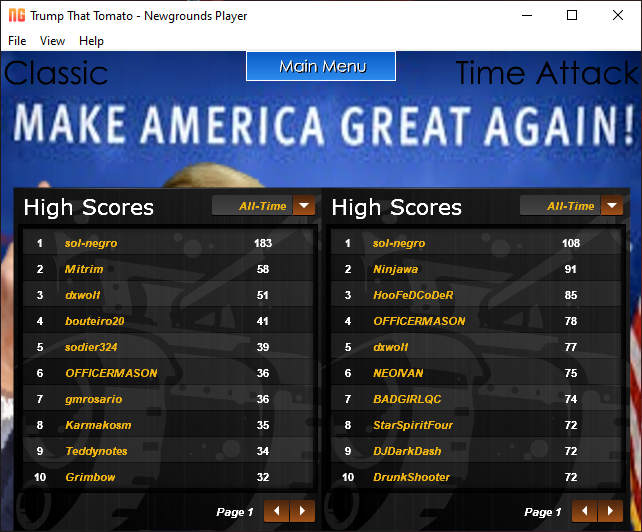 NG Trump That Tomato - Newgrounds Player
File View Help
Classic
Main Menu
Time Attack
MAKE AMERICA GREAT AGAIN!
High Scores All-Time
1 sol-negro 183
2 Mitrim 58
3 dxwolf 51
4 bouteiro20 41
5 sodier324 39
6 OFFICERMASON 36
7 gmrosario 36
8 Karmakosm 35
9 Teddynotes 34
10 Grimbow 32
Page 1
High Scores All-Time
1 sol-negro 108
2 Ninjawa 91
3 HooFeDCoDeR 85
4 OFFICERMASON 78
5 dxwolf 77
6 NEOIVAN 75
7 BADGIRLQC 74
8 StarSpiritFour 72
9 DJDarkDash 72
10 DrunkShooter 72
Page 1